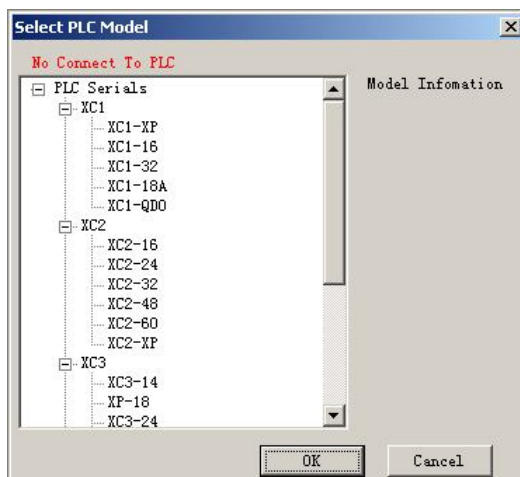 Select PLC Model
No Connect To PLC
PLC Serials
Model Infomation
XC1
XC1-XP
XC1-16
XC1-32
XC1-18A
XC1-QD0
XC2
XC2-16
XC2-24
XC2-32
XC2-48
XC2-60
XC2-XP
XC3
XC3-14
XP-18
XC3-24
OK
Cancel